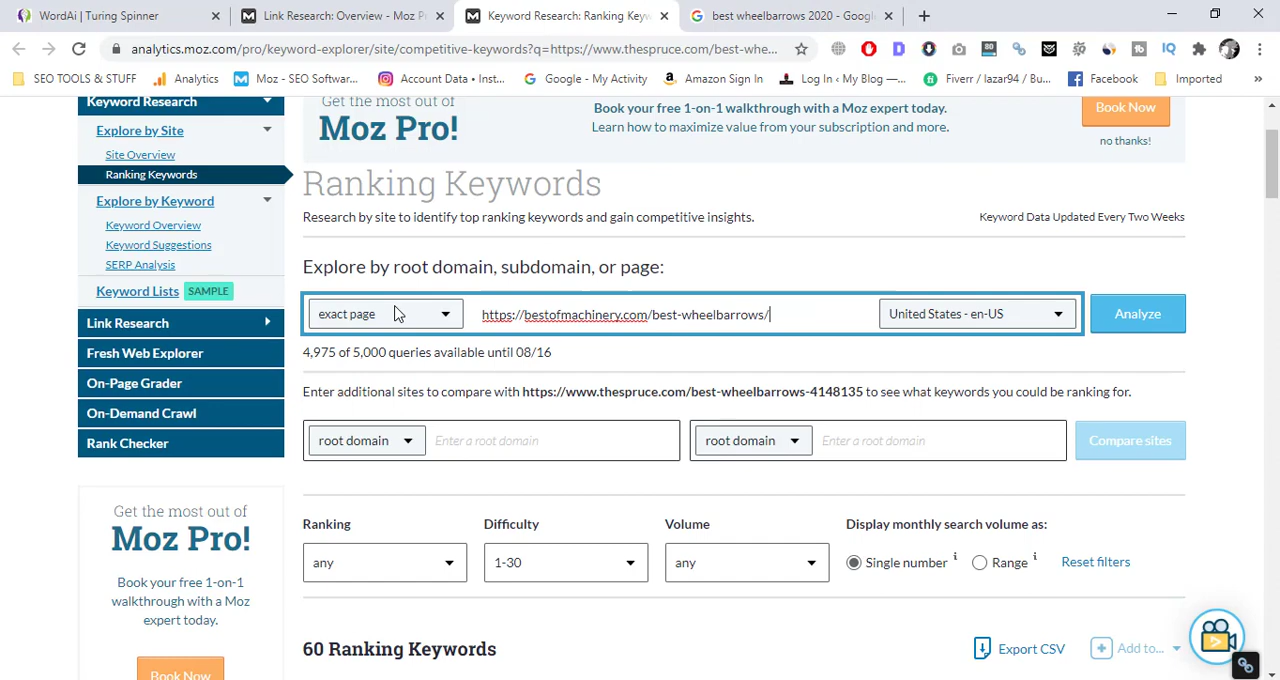 WordAi | Turing Spinner
Link Research: Overview - Moz P
Keyword Research: Ranking Keyw
best wheelbarrows 2020 - Google
analytics.moz.com/pro/keyword-explorer/site/competitive-keywords?q=https://www.thespruce.com/best-whe...
80
IQ
SEO TOOLS & STUFF
Analytics
Moz - SEO Softwar...
Account Data • Inst...
Google - My Activity
Amazon Sign In
Log In ‹ My Blog —...
Fiverr / lazar94 / Bu...
Facebook
Imported
»
Keyword Research
Explore by Site
Site Overview
Ranking Keywords
Explore by Keyword
Keyword Overview
Keyword Suggestions
SERP Analysis
Keyword Lists SAMPLE
Link Research
Fresh Web Explorer
On-Page Grader
On-Demand Crawl
Rank Checker
Get the most out of
Moz Pro!
Book your free 1-on-1
walkthrough with a Moz
expert today.
Book Now
Get the most out of
Moz Pro!
Book your free 1-on-1 walkthrough with a Moz expert today.
Learn how to maximize value from your subscription and more.
Book Now
no thanks!
Ranking Keywords
Research by site to identify top ranking keywords and gain competitive insights.
Keyword Data Updated Every Two Weeks
Explore by root domain, subdomain, or page:
exact page
https://bestofmachinery.com/best-wheelbarrows/
United States - en-US
Analyze
4,975 of 5,000 queries available until 08/16
Enter additional sites to compare with https://www.thespruce.com/best-wheelbarrows-4148135 to see what keywords you could be ranking for.
root domain
Enter a root domain
root domain
Enter a root domain
Compare sites
Ranking
Difficulty
Volume
Display monthly search volume as:
any
1-30
any
Single number i
Range i
Reset filters
60 Ranking Keywords
Export CSV
Add to...